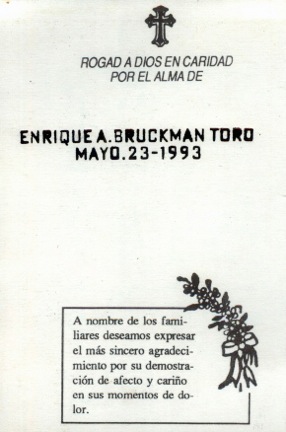 ROGAD A DIOS EN CARIDAD
POR EL ALMA DE
ENRIQUE A. BRUCKMAN TORO
MAYO.23-1993
A nombre de los fami-
liares deseamos expresar
el más sincero agradeci-
miento por su demostra-
ción de afecto y cariño
en sus momentos de do-
lor.